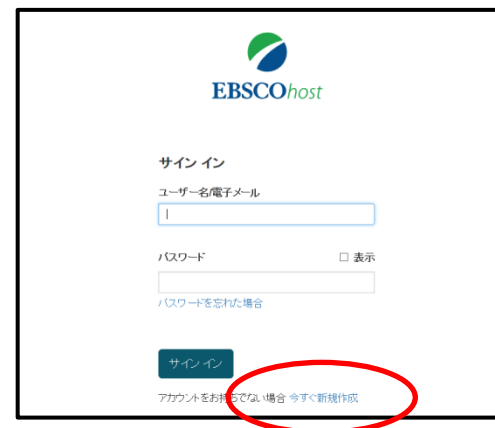 EBSCOhost
サイン イン
ユーザー名/電子メール
パスワード
表示
パスワードを忘れた場合
サイン イン
アカウントをお持ちでない場合 今すぐ新規作成